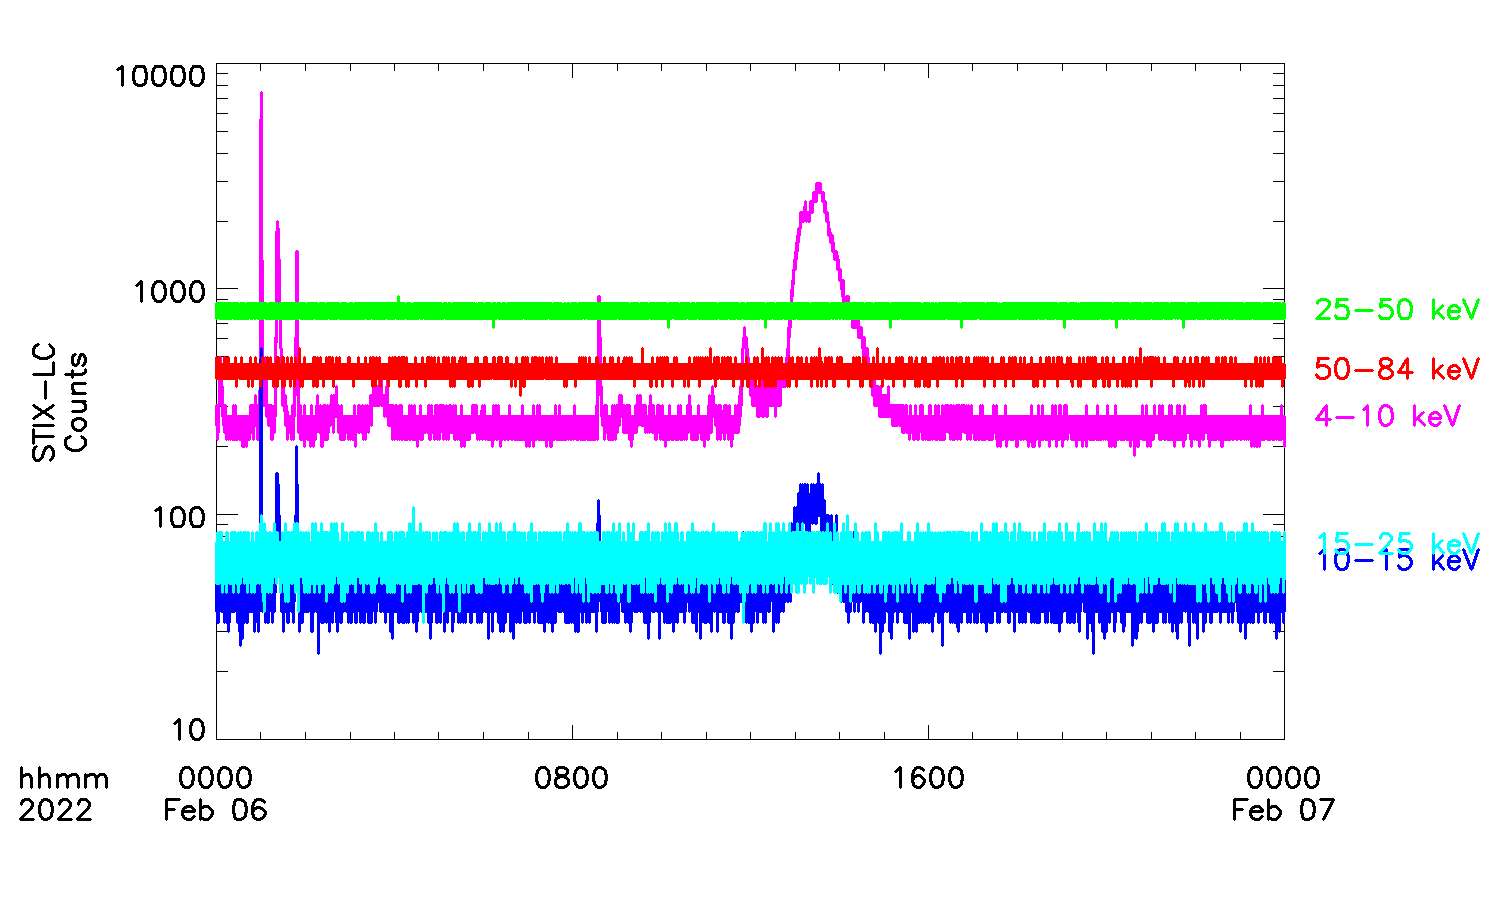 10000
1000
100
10
STIX-LC
Counts
25-50 keV
50-84 keV
4-10 keV
15-25 keV
10-15 keV
hhmm 0000 0800 1600 0000
2022 Feb 06 Feb 07